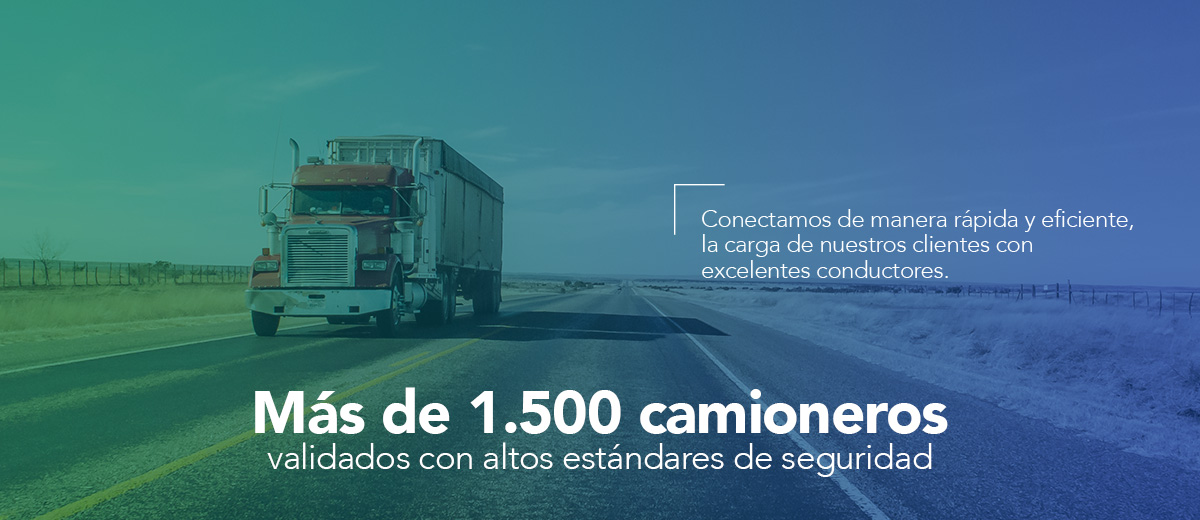 Conectamos de manera rápida y eficiente,
la carga de nuestros clientes con
excelentes conductores.
Más de 1.500 camioneros
validados con altos estándares de seguridad